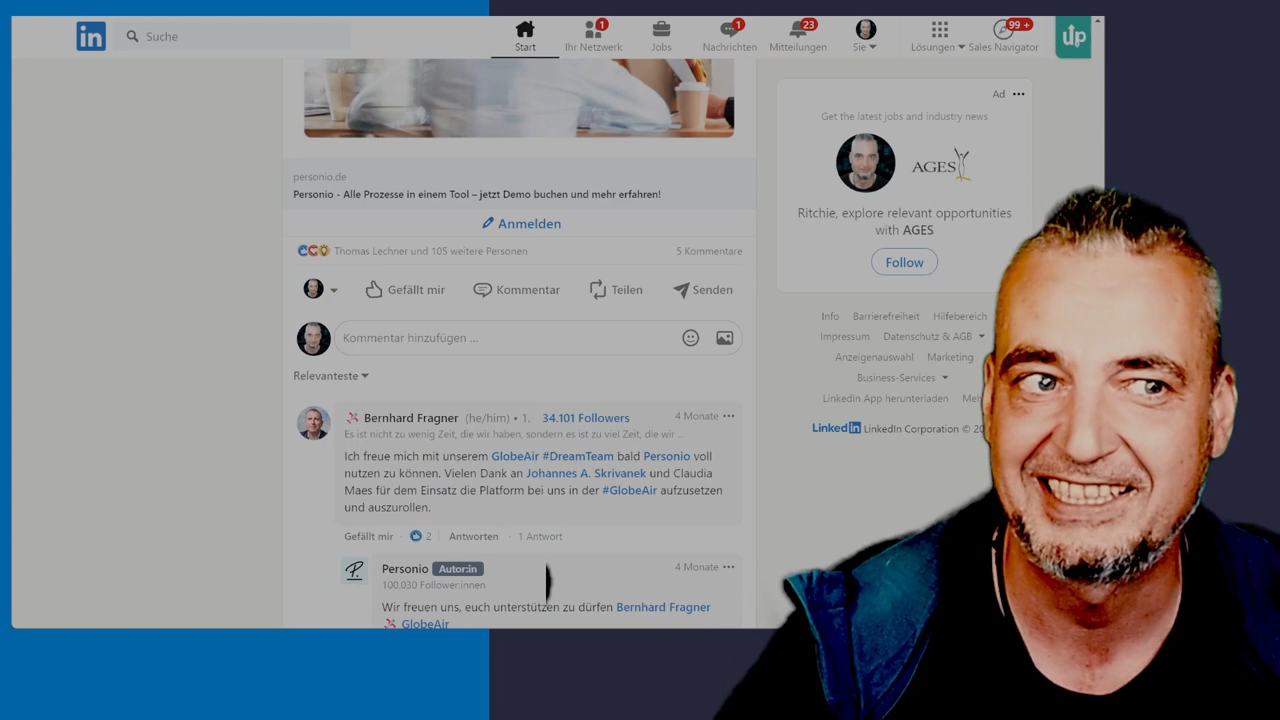 in
Suche
1
1
23
99 +
Start
Ihr Netzwerk
Jobs
Nachrichten
Mitteilungen
Sie
Lösungen
Sales Navigator
up
personio.de
Personio - Alle Prozesse in einem Tool – jetzt Demo buchen und mehr erfahren!
Anmelden
Thomas Lechner und 105 weitere Personen
5 Kommentare
Gefällt mir
Kommentar
Teilen
Senden
Kommentar hinzufügen ...
Relevanteste
Bernhard Fragner (he/him) • 1. 34.101 Followers
4 Monate
Es ist nicht zu wenig Zeit, die wir haben, sondern es ist zu viel Zeit, die wir ...
Ich freue mich mit unserem GlobeAir #DreamTeam bald Personio voll
nutzen zu können. Vielen Dank an Johannes A. Skrivanek und Claudia
Maes für dem Einsatz die Platform bei uns in der #GlobeAir aufzusetzen
und auszurollen.
Gefällt mir · 2 Antworten · 1 Antwort
P.
Personio Autor:in
4 Monate
100.030 Follower:innen
Wir freuen uns, euch unterstützen zu dürfen Bernhard Fragner
GlobeAir
Ad
Get the latest jobs and industry news
AGES
Ritchie, explore relevant opportunities
with AGES
Follow
Info Barrierefreiheit Hilfebereich
Impressum Datenschutz & AGB
Anzeigenauswahl Marketing
Business-Services
LinkedIn App herunterladen
LinkedIn LinkedIn Corporation ©